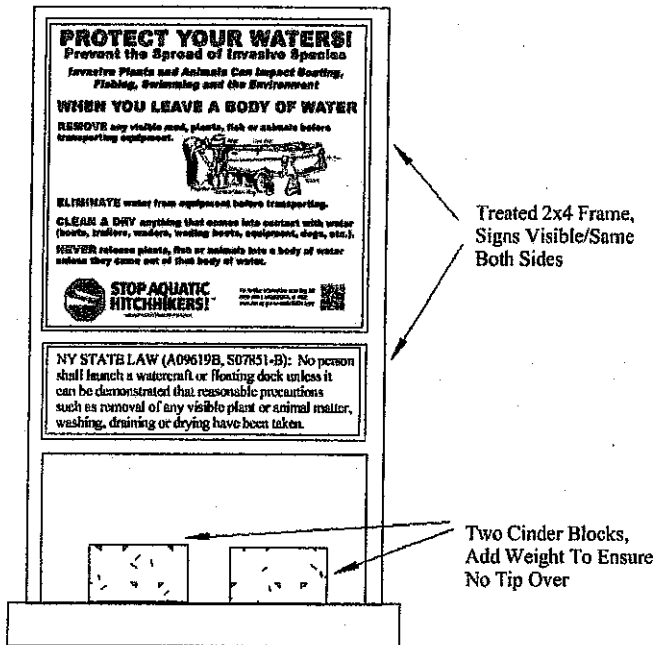 PROTECT YOUR WATERS!
Prevent the Spread of Invasive Species
Invasive Plants and Animals Can Impact Boating,
Fishing, Swimming and the Environment
WHEN YOU LEAVE A BODY OF WATER
REMOVE any visible mud, plants, fish or animals before
transporting equipment.
ELIMINATE water from equipment before transporting.
CLEAN & DRY anything that comes into contact with water
(boats, trailers, waders, wading boots, equipment, dogs, etc.).
NEVER release plants, fish or animals into a body of water
unless they came out of that body of water.
STOP AQUATIC
HITCHHIKERS!
NY STATE LAW (A09619B, S07851-B): No person
shall launch a watercraft or floating dock unless it
can be demonstrated that reasonable precautions
such as removal of any visible plant or animal matter,
washing, draining or drying have been taken.
Treated 2x4 Frame,
Signs Visible/Same
Both Sides
Two Cinder Blocks,
Add Weight To Ensure
No Tip Over